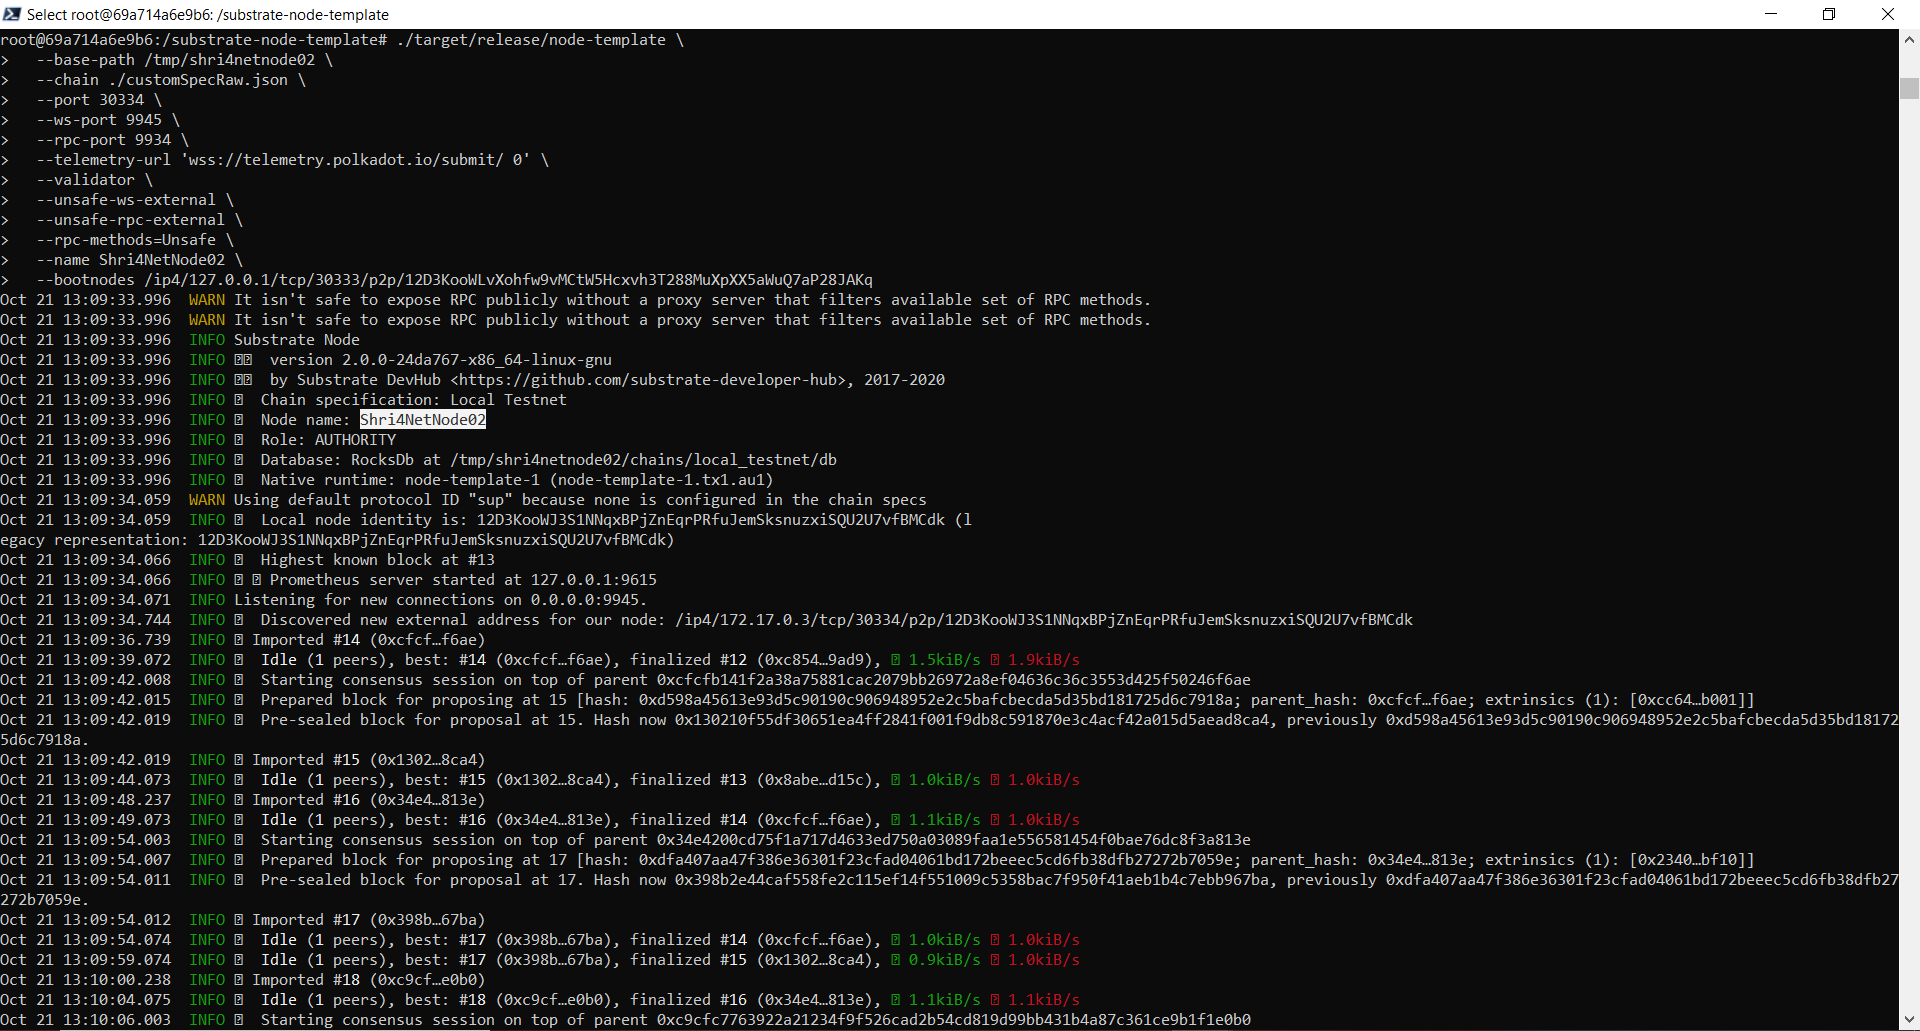 Select root@69a714a6e9b6: /substrate-node-template
root@69a714a6e9b6:/substrate-node-template# ./target/release/node-template \
>   --base-path /tmp/shri4netnode02 \
>   --chain ./customSpecRaw.json \
>   --port 30334 \
>   --ws-port 9945 \
>   --rpc-port 9934 \
>   --telemetry-url 'wss://telemetry.polkadot.io/submit/ 0' \
>   --validator \
>   --unsafe-ws-external \
>   --unsafe-rpc-external \
>   --rpc-methods=Unsafe \
>   --name Shri4NetNode02 \
>   --bootnodes /ip4/127.0.0.1/tcp/30333/p2p/12D3KooWLvXohfw9vMCtW5Hcxvh3T288MuXpXX5aWuQ7aP28JAKq
Oct 21 13:09:33.996  WARN It isn't safe to expose RPC publicly without a proxy server that filters available set of RPC methods.
Oct 21 13:09:33.996  WARN It isn't safe to expose RPC publicly without a proxy server that filters available set of RPC methods.
Oct 21 13:09:33.996  INFO Substrate Node
Oct 21 13:09:33.996  INFO   version 2.0.0-24da767-x86_64-linux-gnu
Oct 21 13:09:33.996  INFO   by Substrate DevHub <https://github.com/substrate-developer-hub>, 2017-2020
Oct 21 13:09:33.996  INFO   Chain specification: Local Testnet
Oct 21 13:09:33.996  INFO   Node name: Shri4NetNode02
Oct 21 13:09:33.996  INFO   Role: AUTHORITY
Oct 21 13:09:33.996  INFO   Database: RocksDb at /tmp/shri4netnode02/chains/local_testnet/db
Oct 21 13:09:33.996  INFO   Native runtime: node-template-1 (node-template-1.tx1.au1)
Oct 21 13:09:34.059  WARN Using default protocol ID "sup" because none is configured in the chain specs
Oct 21 13:09:34.059  INFO   Local node identity is: 12D3KooWJ3S1NNqxBPjZnEqrPRfuJemSksnuzxiSQU2U7vfBMCdk (l
egacy representation: 12D3KooWJ3S1NNqxBPjZnEqrPRfuJemSksnuzxiSQU2U7vfBMCdk)
Oct 21 13:09:34.066  INFO   Highest known block at #13
Oct 21 13:09:34.066  INFO   Prometheus server started at 127.0.0.1:9615
Oct 21 13:09:34.071  INFO Listening for new connections on 0.0.0.0:9945.
Oct 21 13:09:34.744  INFO   Discovered new external address for our node: /ip4/172.17.0.3/tcp/30334/p2p/12D3KooWJ3S1NNqxBPjZnEqrPRfuJemSksnuzxiSQU2U7vfBMCdk
Oct 21 13:09:36.739  INFO   Imported #14 (0xcfcf…f6ae)
Oct 21 13:09:39.072  INFO   Idle (1 peers), best: #14 (0xcfcf…f6ae), finalized #12 (0xc854…9ad9), 1.5kiB/s 1.9kiB/s
Oct 21 13:09:42.008  INFO   Starting consensus session on top of parent 0xcfcfb141f2a38a75881cac2079bb26972a8ef04636c36c3553d425f50246f6ae
Oct 21 13:09:42.015  INFO   Prepared block for proposing at 15 [hash: 0xd598a45613e93d5c90190c906948952e2c5bafcbecda5d35bd181725d6c7918a; parent_hash: 0xcfcf…f6ae; extrinsics (1): [0xcc64…b001]]
Oct 21 13:09:42.019  INFO   Pre-sealed block for proposal at 15. Hash now 0x130210f55df30651ea4ff2841f001f9db8c591870e3c4acf42a015d5aead8ca4, previously 0xd598a45613e93d5c90190c906948952e2c5bafcbecda5d35bd18172
5d6c7918a.
Oct 21 13:09:42.019  INFO   Imported #15 (0x1302…8ca4)
Oct 21 13:09:44.073  INFO   Idle (1 peers), best: #15 (0x1302…8ca4), finalized #13 (0x8abe…d15c), 1.0kiB/s 1.0kiB/s
Oct 21 13:09:48.237  INFO   Imported #16 (0x34e4…813e)
Oct 21 13:09:49.073  INFO   Idle (1 peers), best: #16 (0x34e4…813e), finalized #14 (0xcfcf…f6ae), 1.1kiB/s 1.0kiB/s
Oct 21 13:09:54.003  INFO   Starting consensus session on top of parent 0x34e4200cd75f1a717d4633ed750a03089faa1e556581454f0bae76dc8f3a813e
Oct 21 13:09:54.007  INFO   Prepared block for proposing at 17 [hash: 0xdfa407aa47f386e36301f23cfad04061bd172beeec5cd6fb38dfb27272b7059e; parent_hash: 0x34e4…813e; extrinsics (1): [0x2340…bf10]]
Oct 21 13:09:54.011  INFO   Pre-sealed block for proposal at 17. Hash now 0x398b2e44caf558fe2c115ef14f551009c5358bac7f950f41aeb1b4c7ebb967ba, previously 0xdfa407aa47f386e36301f23cfad04061bd172beeec5cd6fb38dfb27
272b7059e.
Oct 21 13:09:54.012  INFO   Imported #17 (0x398b…67ba)
Oct 21 13:09:54.074  INFO   Idle (1 peers), best: #17 (0x398b…67ba), finalized #14 (0xcfcf…f6ae), 1.0kiB/s 1.0kiB/s
Oct 21 13:09:59.074  INFO   Idle (1 peers), best: #17 (0x398b…67ba), finalized #15 (0x1302…8ca4), 0.9kiB/s 1.0kiB/s
Oct 21 13:10:00.238  INFO   Imported #18 (0xc9cf…e0b0)
Oct 21 13:10:04.075  INFO   Idle (1 peers), best: #18 (0xc9cf…e0b0), finalized #16 (0x34e4…813e), 1.1kiB/s 1.1kiB/s
Oct 21 13:10:06.003  INFO   Starting consensus session on top of parent 0xc9cfc7763922a21234f9f526cad2b54cd819d99bb431b4a87c361ce9b1f1e0b0